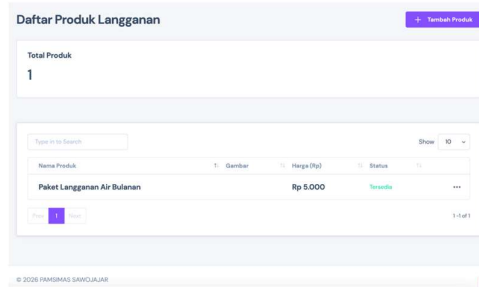 Daftar Produk Langganan
+ Tambah Produk
Total Produk
1
Type in to Search
Show 10
Nama Produk Gambar Harga (Rp) Status
Paket Langganan Air Bulanan Rp 5.000 Tersedia ...
Prev 1 Next
1 -1 of 1
© 2026 PAMSIMAS SAWOJAJAR